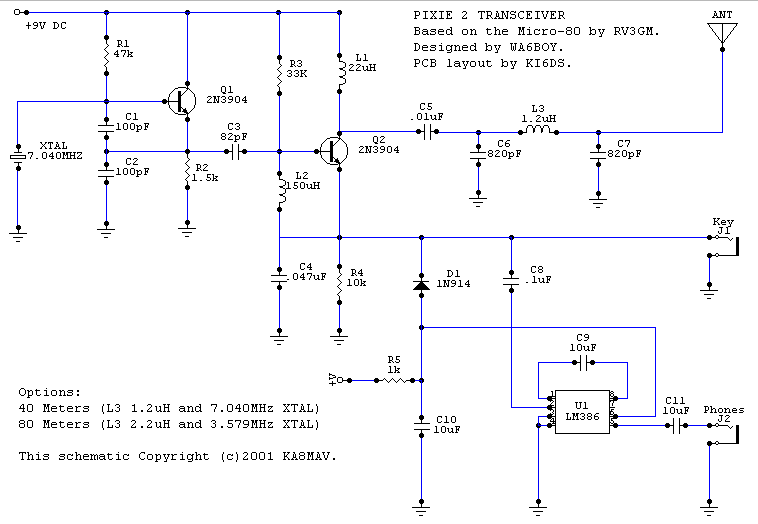 PIXIE 2 TRANSCEIVER
Based on the Micro-80 by RV3GM.
Designed by WA6BOY.
PCB layout by KI6DS.
ANT
+9V DC
R1
47k
Q1
2N3904
R3
33K
L1
22uH
C5
.01uF
L3
1.2uH
C1
100pF
C3
82pF
Q2
2N3904
C6
820pF
C7
820pF
XTAL
7.040MHZ
C2
100pF
R2
1.5k
L2
150uH
Key
J1
C4
.047uF
R4
10k
D1
1N914
C8
.1uF
C9
10uF
+V
R5
1k
U1
LM386
C10
10uF
C11
10uF
Phones
J2
Options:
40 Meters (L3 1.2uH and 7.040MHz XTAL)
80 Meters (L3 2.2uH and 3.579MHz XTAL)
This schematic Copyright (c)2001 KA8MAV.